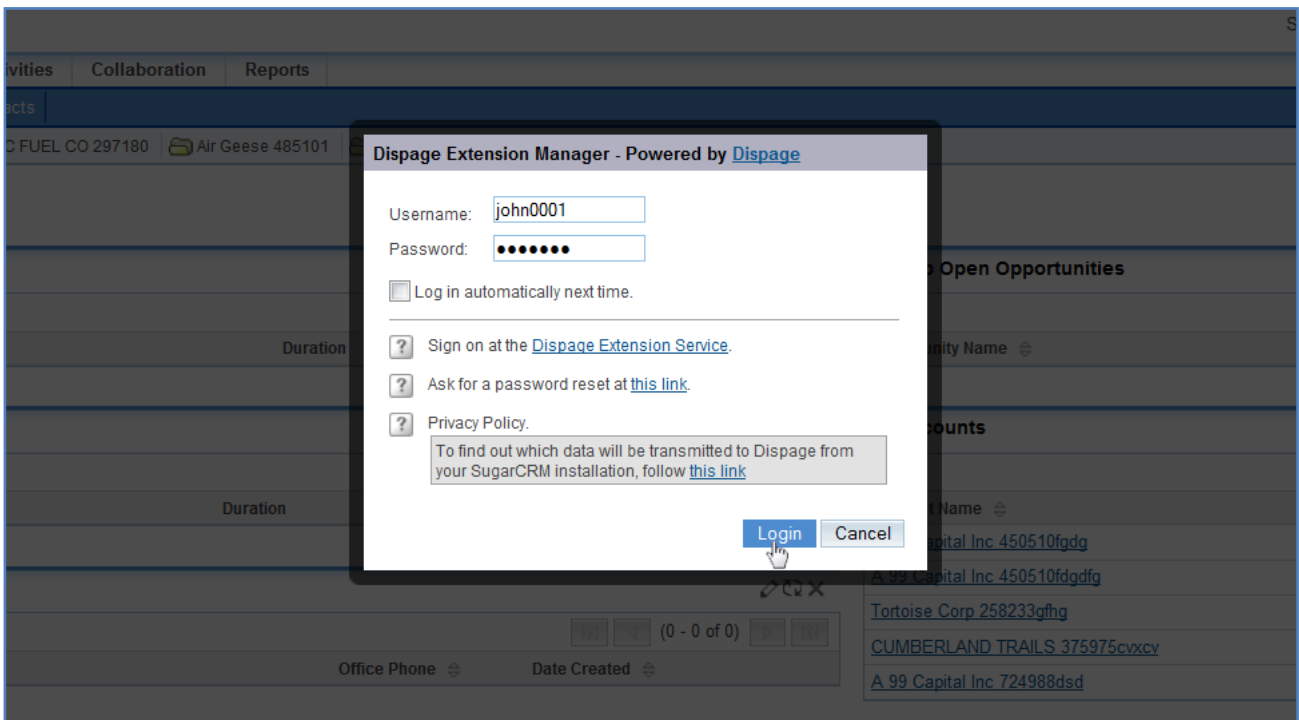 S
ivities Collaboration Reports
acts
C FUEL CO 297180 Air Geese 485101
Dispage Extension Manager - Powered by Dispage
Username: john0001
Password: ●●●●●●●
Log in automatically next time.
Open Opportunities
Duration
? Sign on at the Dispage Extension Service.
unity Name
? Ask for a password reset at this link.
? Privacy Policy.
counts
To find out which data will be transmitted to Dispage from
your SugarCRM installation, follow this link
Duration
t Name
Login Cancel
apital Inc 450510fgdg
A 99 Capital Inc 450510fdgdfg
Tortoise Corp 258233gfhg
(0 - 0 of 0)
CUMBERLAND TRAILS 375975cvxcv
Office Phone Date Created
A 99 Capital Inc 724988dsd